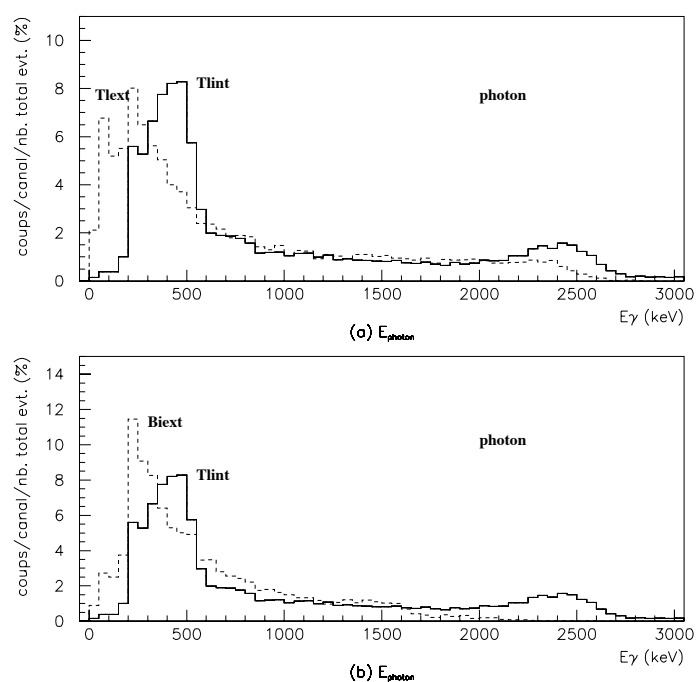 coups/canal/nb. total evt. (%)
10
8
6
4
2
0
Tlext
Tlint
photon
0 500 1000 1500 2000 2500 3000
Eγ (keV)
(a) Ephoton
coups/canal/nb. total evt. (%)
14
12
10
8
6
4
2
0
Biext
Tlint
photon
0 500 1000 1500 2000 2500 3000
Eγ (keV)
(b) Ephoton